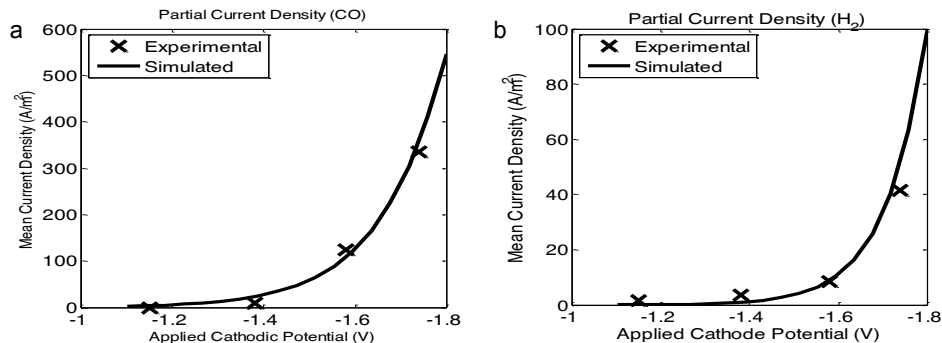 a
Partial Current Density (CO)
Experimental
Simulated
Mean Current Density (A/m²)
600
500
400
300
200
100
0
-1
-1.2
-1.4
-1.6
-1.8
Applied Cathodic Potential (V)
b
Partial Current Density (H₂)
Experimental
Simulated
Mean Current Density (A/m²)
100
80
60
40
20
0
-1
-1.2
-1.4
-1.6
-1.8
Applied Cathode Potential (V)